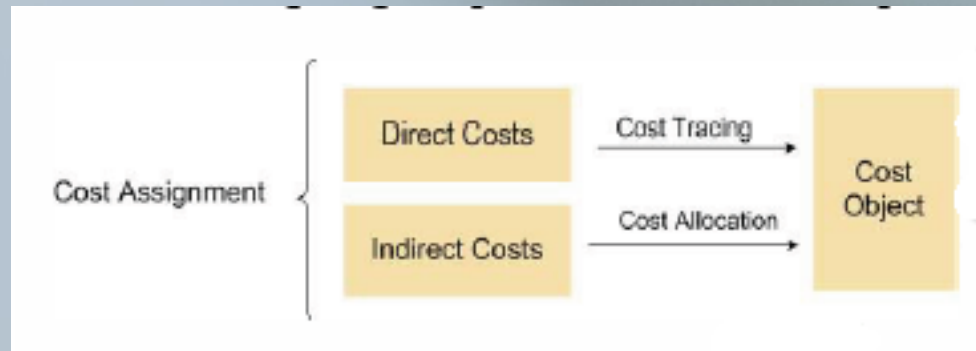 Cost Assignment
Direct Costs
Cost Tracing
Indirect Costs
Cost Allocation
Cost
Object